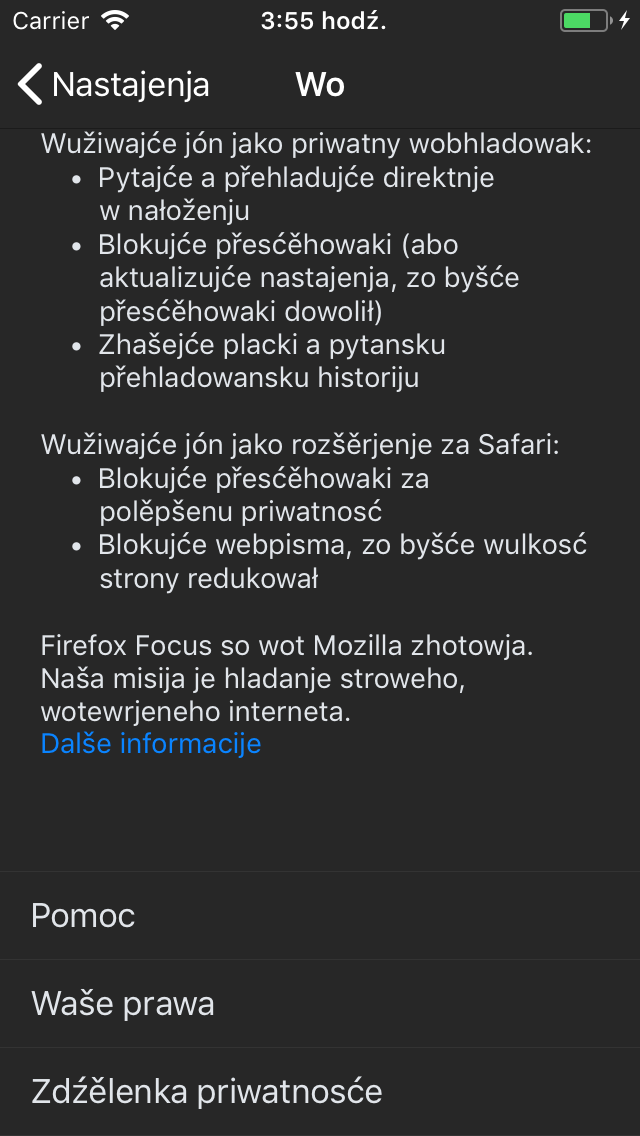 Carrier 3:55 hodź.
Nastajenja Wo
Wužiwajće jón jako priwatny wobhladowak:
• Pytajće a přehladujće direktnje
w nałoženju
• Blokujće přesćěhowaki (abo
aktualizujće nastajenja, zo byšće
přesćěhowaki dowolił)
• Zhašejće placki a pytansku
přehladowansku historiju
Wužiwajće jón jako rozšěrjenje za Safari:
• Blokujće přesćěhowaki za
polěpšenu priwatnosć
• Blokujće webpisma, zo byšće wulkosć
strony redukował
Firefox Focus so wot Mozilla zhotowja.
Naša misija je hladanje stroweho,
wotewrjeneho interneta.
Dalše informacije
Pomoc
Waše prawa
Zdźělenka priwatnosće